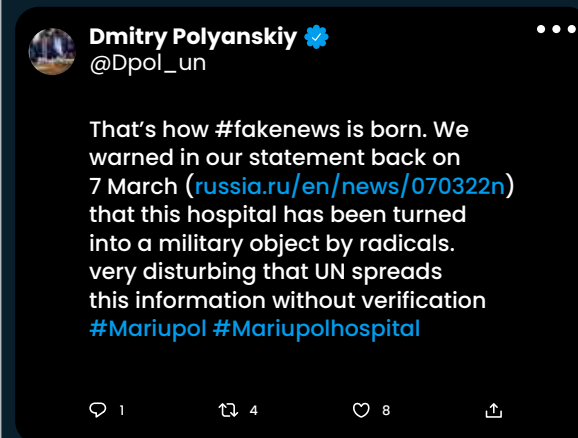 Dmitry Polyanskiy
@Dpol_un
That's how #fakenews is born. We
warned in our statement back on
7 March (russia.ru/en/news/070322n)
that this hospital has been turned
into a military object by radicals.
very disturbing that UN spreads
this information without verification
#Mariupol #Mariupolhospital
1 4 8